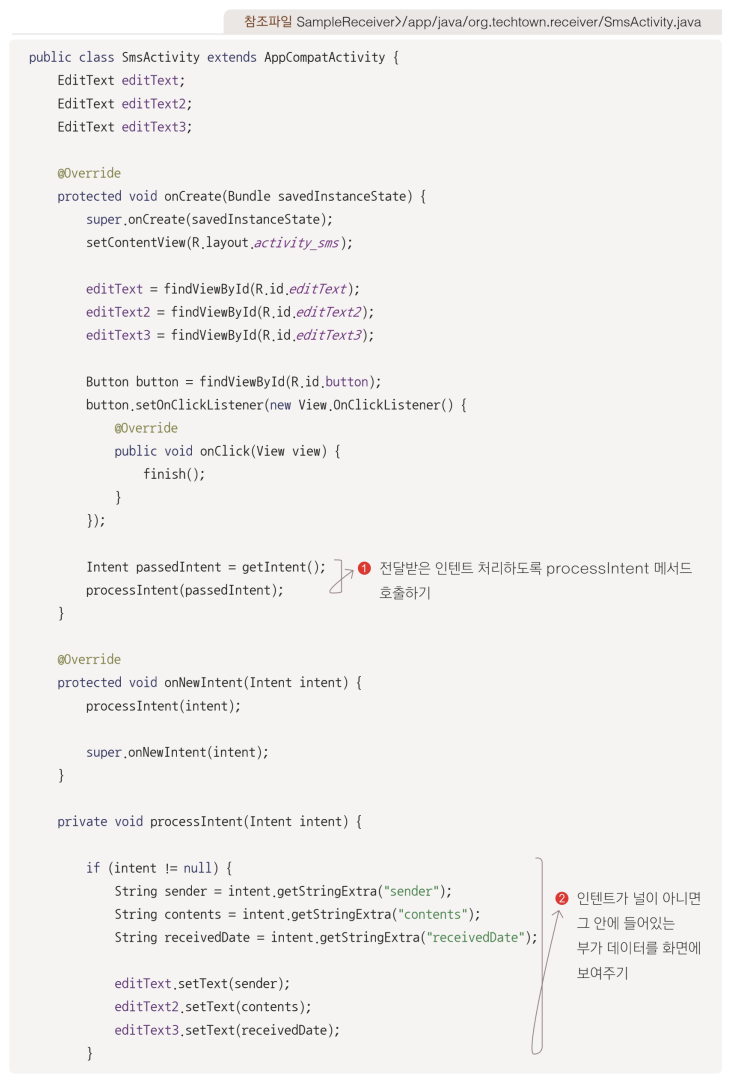 참조파일 SampleReceiver>/app/java/org.techtown.receiver/SmsActivity.java
public class SmsActivity extends AppCompatActivity {
    EditText editText;
    EditText editText2;
    EditText editText3;

    @Override
    protected void onCreate(Bundle savedInstanceState) {
        super.onCreate(savedInstanceState);
        setContentView(R.layout.activity_sms);

        editText = findViewById(R.id.editText);
        editText2 = findViewById(R.id.editText2);
        editText3 = findViewById(R.id.editText3);

        Button button = findViewById(R.id.button);
        button.setOnClickListener(new View.OnClickListener() {
            @Override
            public void onClick(View view) {
                finish();
            }
        });

        Intent passedIntent = getIntent();
        processIntent(passedIntent);
❶ 전달받은 인텐트 처리하도록 processIntent 메서드
호출하기
    }

    @Override
    protected void onNewIntent(Intent intent) {
        processIntent(intent);

        super.onNewIntent(intent);
    }

    private void processIntent(Intent intent) {

        if (intent != null) {
            String sender = intent.getStringExtra("sender");
            String contents = intent.getStringExtra("contents");
            String receivedDate = intent.getStringExtra("receivedDate");

            editText.setText(sender);
            editText2.setText(contents);
            editText3.setText(receivedDate);
        }
❷ 인텐트가 널이 아니면
그 안에 들어있는
부가 데이터를 화면에
보여주기